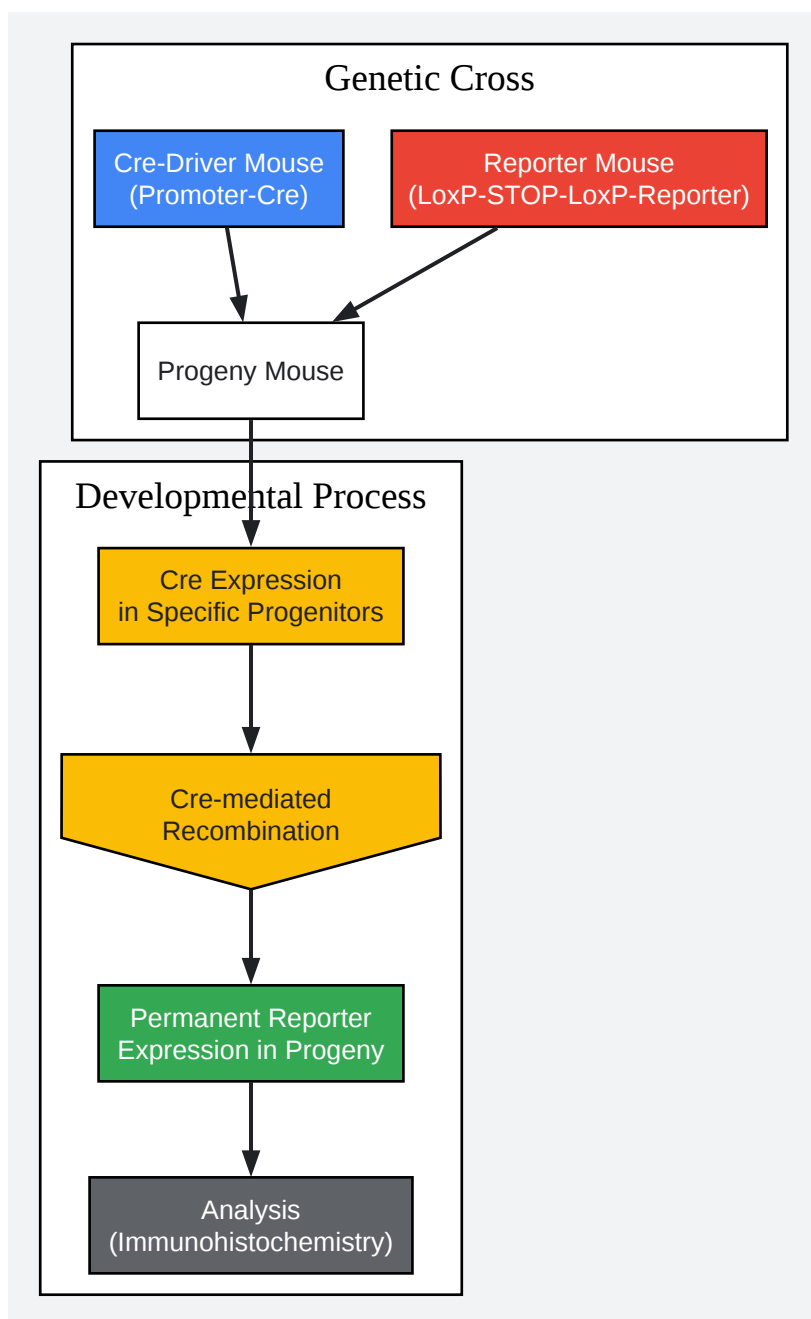 Genetic Cross
Cre-Driver Mouse
(Promoter-Cre)
Reporter Mouse
(LoxP-STOP-LoxP-Reporter)
Progeny Mouse
Developmental Process
Cre Expression
in Specific Progenitors
Cre-mediated
Recombination
Permanent Reporter
Expression in Progeny
Analysis
(Immunohistochemistry)